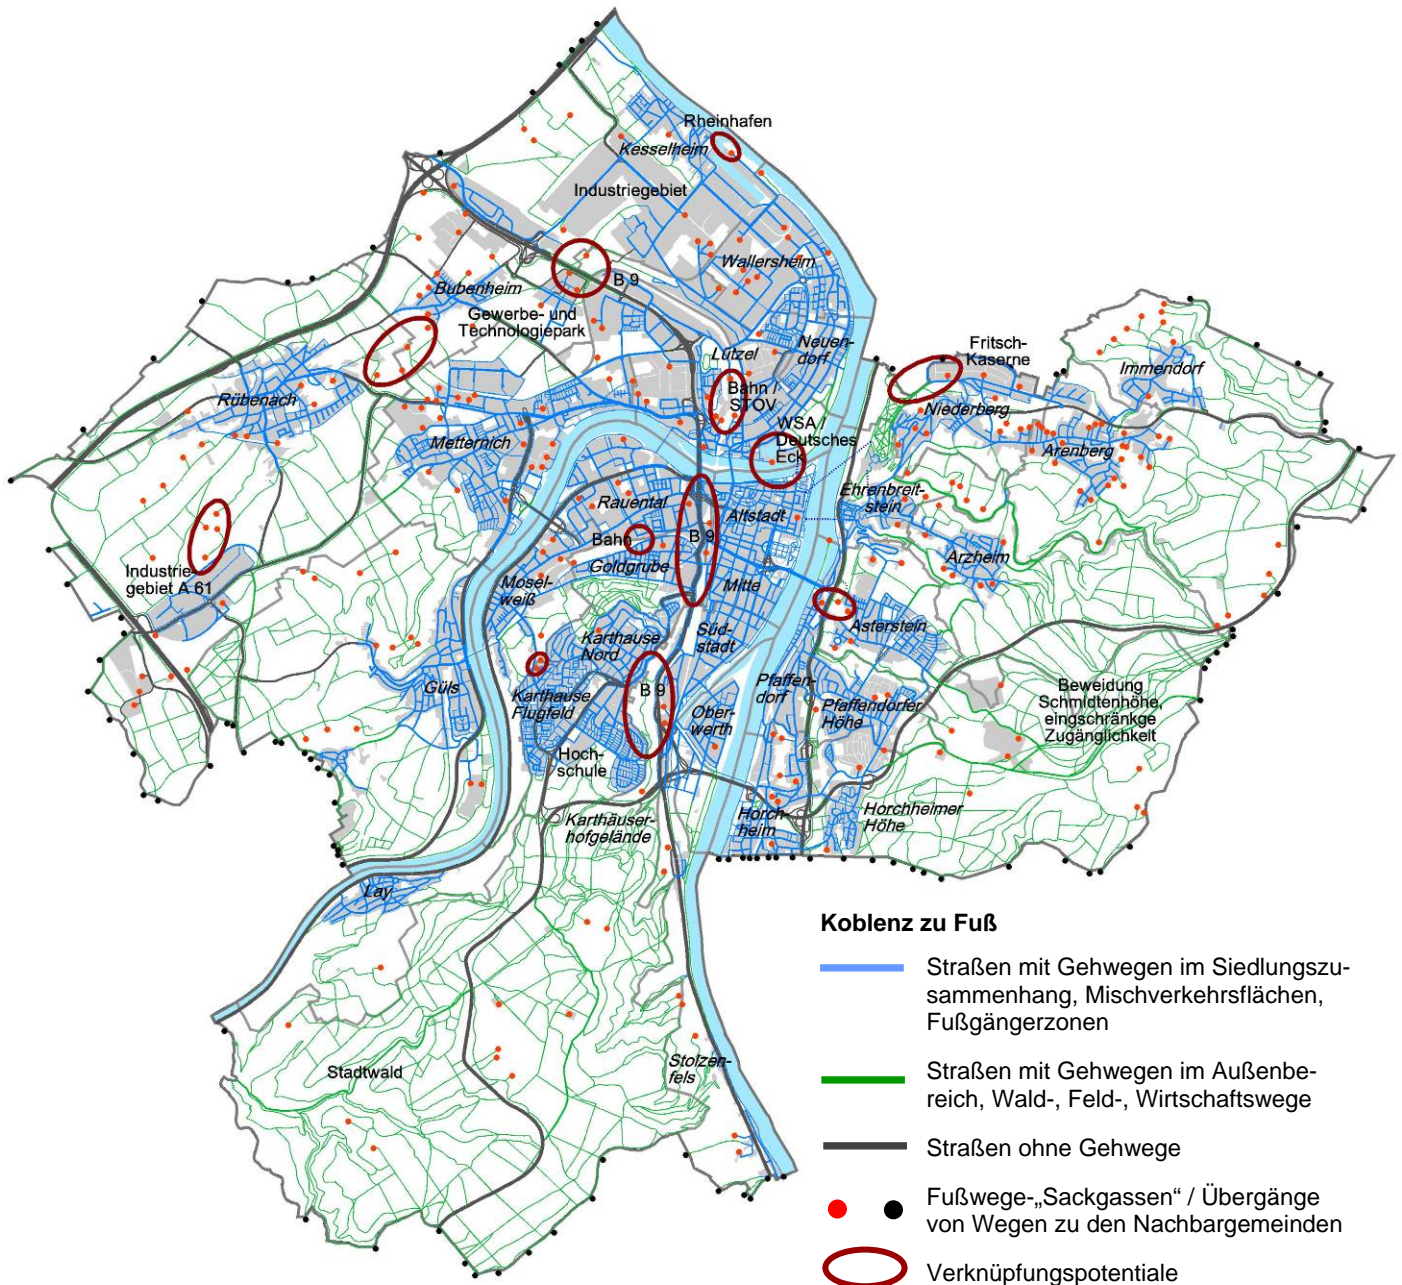 Rheinhafen
Kesselheim
Industriegebiet
Wallersheim
B 9
Bubenheim
Gewerbe- und
Technologiepark
Lützel
Neuen-
dorf
Fritsch-
Kaserne
Immendorf
Rübenach
Bahn /
STOV
Niederberg
Metternich
WSA /
Deutsches
Eck
Arenberg
Rauental
Altstadt
Ehrenbreit-
stein
Bahn
B 9
Goldgrube
Arzheim
Industrie-
gebiet A 61
Mosel-
weiß
Mitte
Karthause
Nord
Süd-
stadt
Asterstein
Güls
Karthause
Flugfeld
B 9
Pfaffen-
dorf
Ober-
werth
Pfaffendorfer
Höhe
Beweidung
Schmidtenhöhe,
eingschränkge
Zugänglichkeit
Hoch-
schule
Karthäuser-
hofgelände
Horch-
heim
Horchheimer
Höhe
Lay
Stadtwald
Stolzen-
fels
Koblenz zu Fuß
Straßen mit Gehwegen im Siedlungszu-
sammenhang, Mischverkehrsflächen,
Fußgängerzonen
Straßen mit Gehwegen im Außenbe-
reich, Wald-, Feld-, Wirtschaftswege
Straßen ohne Gehwege
Fußwege-„Sackgassen“ / Übergänge
von Wegen zu den Nachbargemeinden
Verknüpfungspotentiale